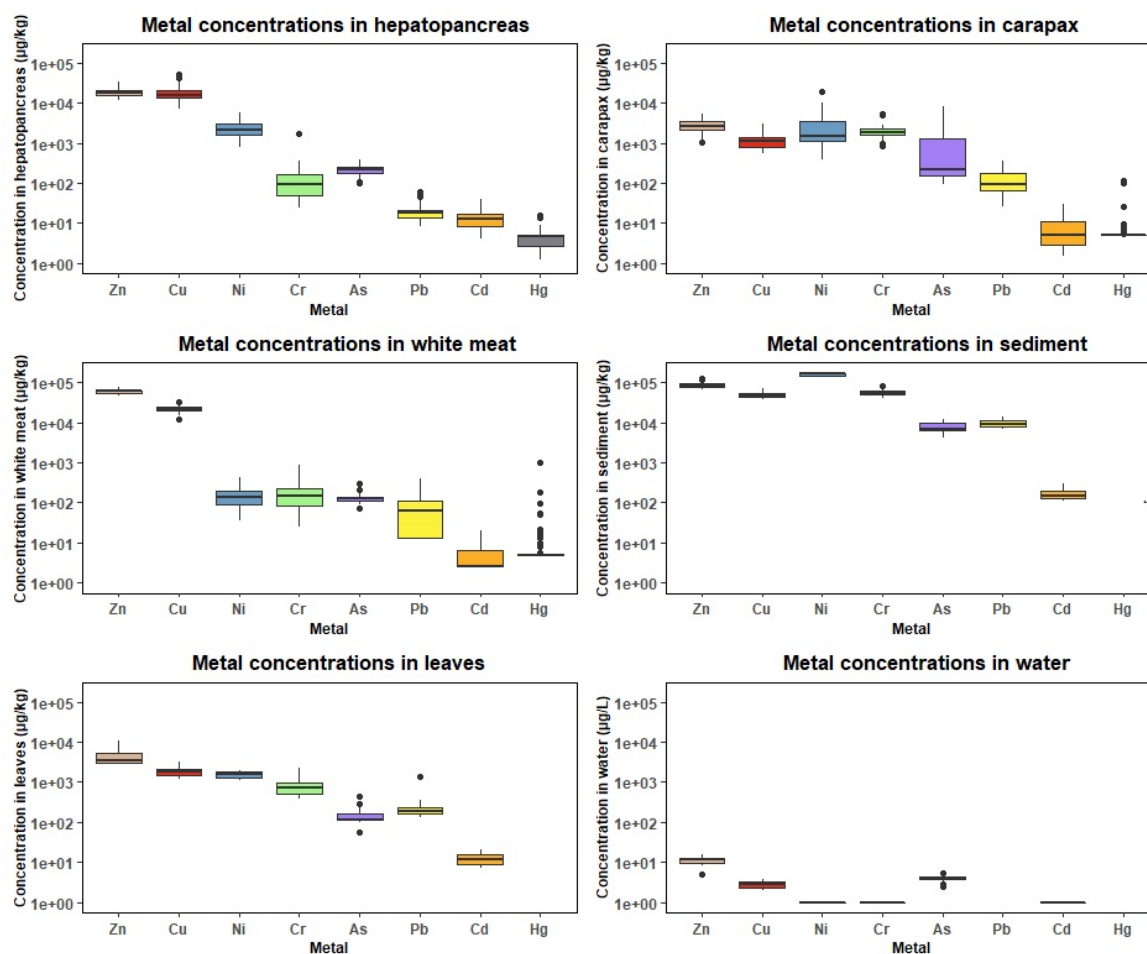 Metal concentrations in hepatopancreas
Concentration in hepatopancreas (µg/kg)
1e+05
1e+04
1e+03
1e+02
1e+01
1e+00
Zn Cu Ni Cr As Pb Cd Hg
Metal
Metal concentrations in carapax
Concentration in carapax (µg/kg)
1e+05
1e+04
1e+03
1e+02
1e+01
1e+00
Zn Cu Ni Cr As Pb Cd Hg
Metal
Metal concentrations in white meat
Concentration in white meat (µg/kg)
1e+05
1e+04
1e+03
1e+02
1e+01
1e+00
Zn Cu Ni Cr As Pb Cd Hg
Metal
Metal concentrations in sediment
Concentration in sediment (µg/kg)
1e+05
1e+04
1e+03
1e+02
1e+01
1e+00
Zn Cu Ni Cr As Pb Cd Hg
Metal
Metal concentrations in leaves
Concentration in leaves (µg/kg)
1e+05
1e+04
1e+03
1e+02
1e+01
1e+00
Zn Cu Ni Cr As Pb Cd Hg
Metal
Metal concentrations in water
Concentration in water (µg/L)
1e+05
1e+04
1e+03
1e+02
1e+01
1e+00
Zn Cu Ni Cr As Pb Cd Hg
Metal